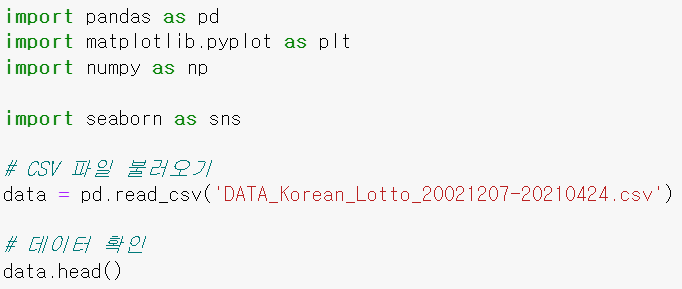 import pandas as pd
import matplotlib.pyplot as plt
import numpy as np
import seaborn as sns
# CSV 파일 불러오기
data = pd.read_csv('DATA_Korean_Lotto_20021207-20210424.csv')
# 데이터 확인
data.head()